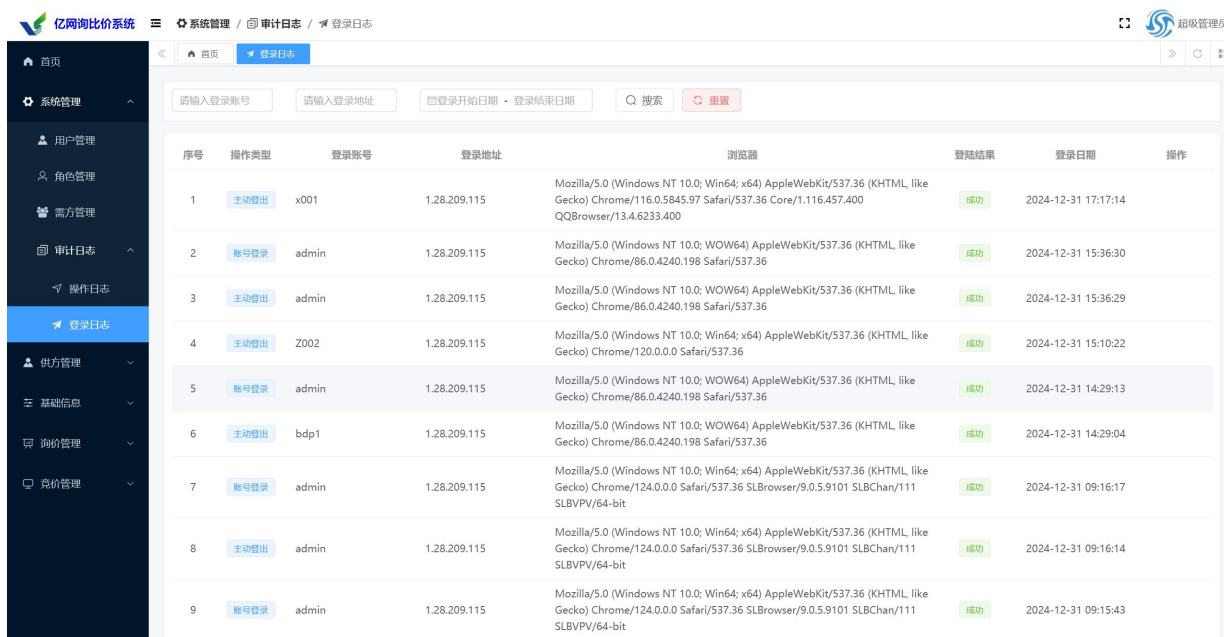 亿网询比价系统 系统管理 / 审计日志 / 登录日志 超级管理员
首页 登录日志
首页
系统管理
用户管理
角色管理
需方管理
审计日志
操作日志
登录日志
供方管理
基础信息
询价管理
竞价管理
请输入登录账号 请输入登录地址 登录开始日期 - 登录结束日期 搜索 重置
序号 操作类型 登录账号 登录地址 浏览器 登陆结果 登录日期 操作
1 主动登出 x001 1.28.209.115 Mozilla/5.0 (Windows NT 10.0; Win64; x64) AppleWebKit/537.36 (KHTML, like
Gecko) Chrome/116.0.5845.97 Safari/537.36 Core/1.116.457.400
QQBrowser/13.4.6233.400 成功 2024-12-31 17:17:14
2 账号登录 admin 1.28.209.115 Mozilla/5.0 (Windows NT 10.0; WOW64) AppleWebKit/537.36 (KHTML, like
Gecko) Chrome/86.0.4240.198 Safari/537.36 成功 2024-12-31 15:36:30
3 主动登出 admin 1.28.209.115 Mozilla/5.0 (Windows NT 10.0; WOW64) AppleWebKit/537.36 (KHTML, like
Gecko) Chrome/86.0.4240.198 Safari/537.36 成功 2024-12-31 15:36:29
4 主动登出 Z002 1.28.209.115 Mozilla/5.0 (Windows NT 10.0; Win64; x64) AppleWebKit/537.36 (KHTML, like
Gecko) Chrome/120.0.0.0 Safari/537.36 成功 2024-12-31 15:10:22
5 账号登录 admin 1.28.209.115 Mozilla/5.0 (Windows NT 10.0; WOW64) AppleWebKit/537.36 (KHTML, like
Gecko) Chrome/86.0.4240.198 Safari/537.36 成功 2024-12-31 14:29:13
6 主动登出 bdp1 1.28.209.115 Mozilla/5.0 (Windows NT 10.0; WOW64) AppleWebKit/537.36 (KHTML, like
Gecko) Chrome/86.0.4240.198 Safari/537.36 成功 2024-12-31 14:29:04
7 账号登录 admin 1.28.209.115 Mozilla/5.0 (Windows NT 10.0; Win64; x64) AppleWebKit/537.36 (KHTML, like
Gecko) Chrome/124.0.0.0 Safari/537.36 SLBrowser/9.0.5.9101 SLBChan/111
SLBVPV/64-bit 成功 2024-12-31 09:16:17
8 主动登出 admin 1.28.209.115 Mozilla/5.0 (Windows NT 10.0; Win64; x64) AppleWebKit/537.36 (KHTML, like
Gecko) Chrome/124.0.0.0 Safari/537.36 SLBrowser/9.0.5.9101 SLBChan/111
SLBVPV/64-bit 成功 2024-12-31 09:16:14
9 账号登录 admin 1.28.209.115 Mozilla/5.0 (Windows NT 10.0; Win64; x64) AppleWebKit/537.36 (KHTML, like
Gecko) Chrome/124.0.0.0 Safari/537.36 SLBrowser/9.0.5.9101 SLBChan/111
SLBVPV/64-bit 成功 2024-12-31 09:15:43